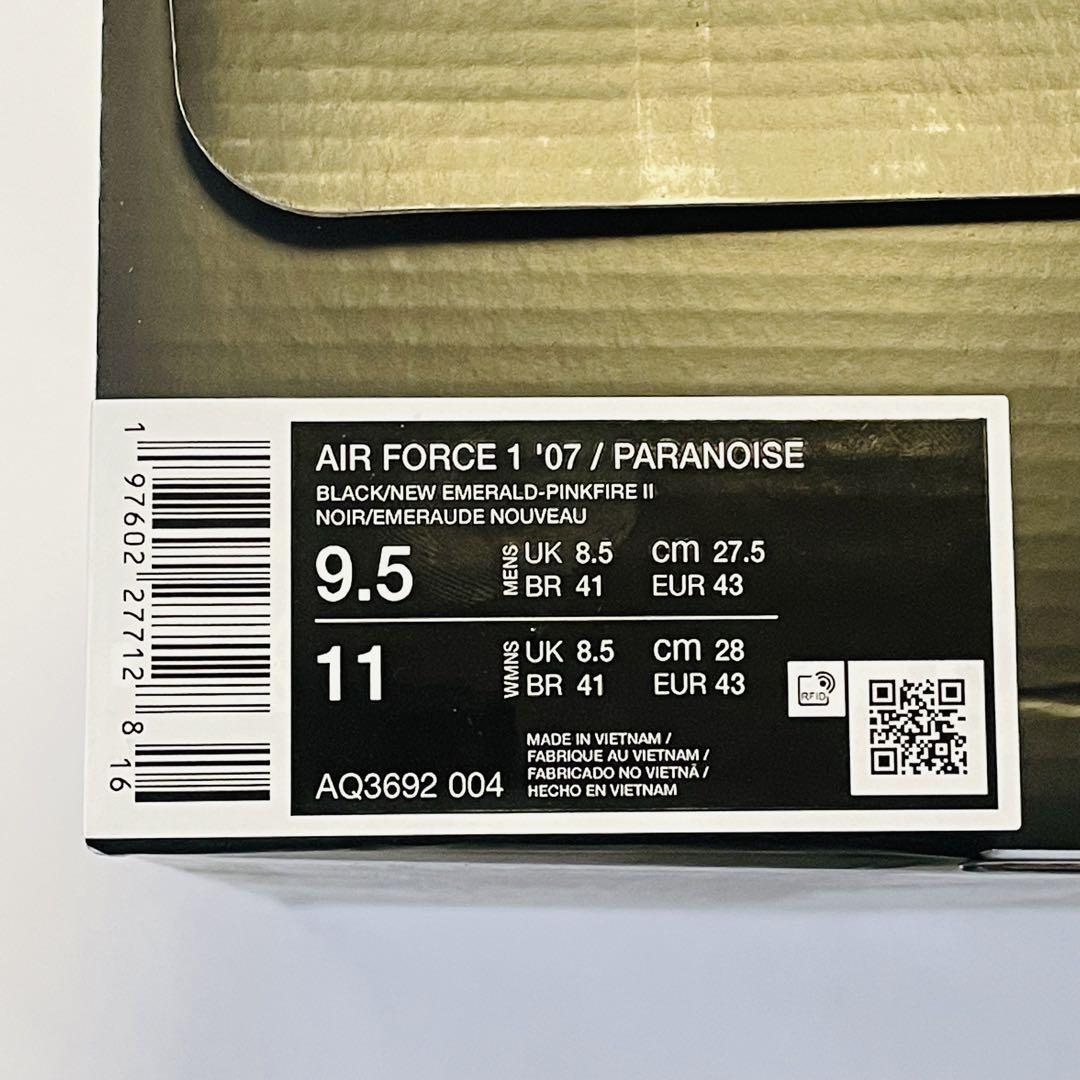 AIR FORCE 1 '07 / PARANOISE
BLACK/NEW EMERALD-PINKFIRE II
NOIR/EMERAUDE NOUVEAU
9.5 MENS UK 8.5 cm 27.5
BR 41 EUR 43
11 WMNS UK 8.5 cm 28
BR 41 EUR 43
RFID
MADE IN VIETNAM /
FABRIQUE AU VIETNAM /
FABRICADO NO VIETNÃ /
HECHO EN VIETNAM
AQ3692 004
1 97602 27712 8 16